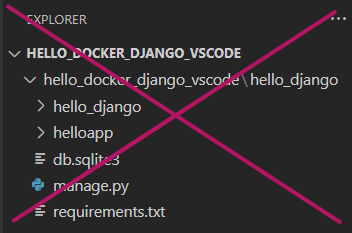 EXPLORER
HELLO_DOCKER_DJANGO_VSCODE
hello_docker_django_vscode\hello_django
hello_django
helloapp
db.sqlite3
manage.py
requirements.txt